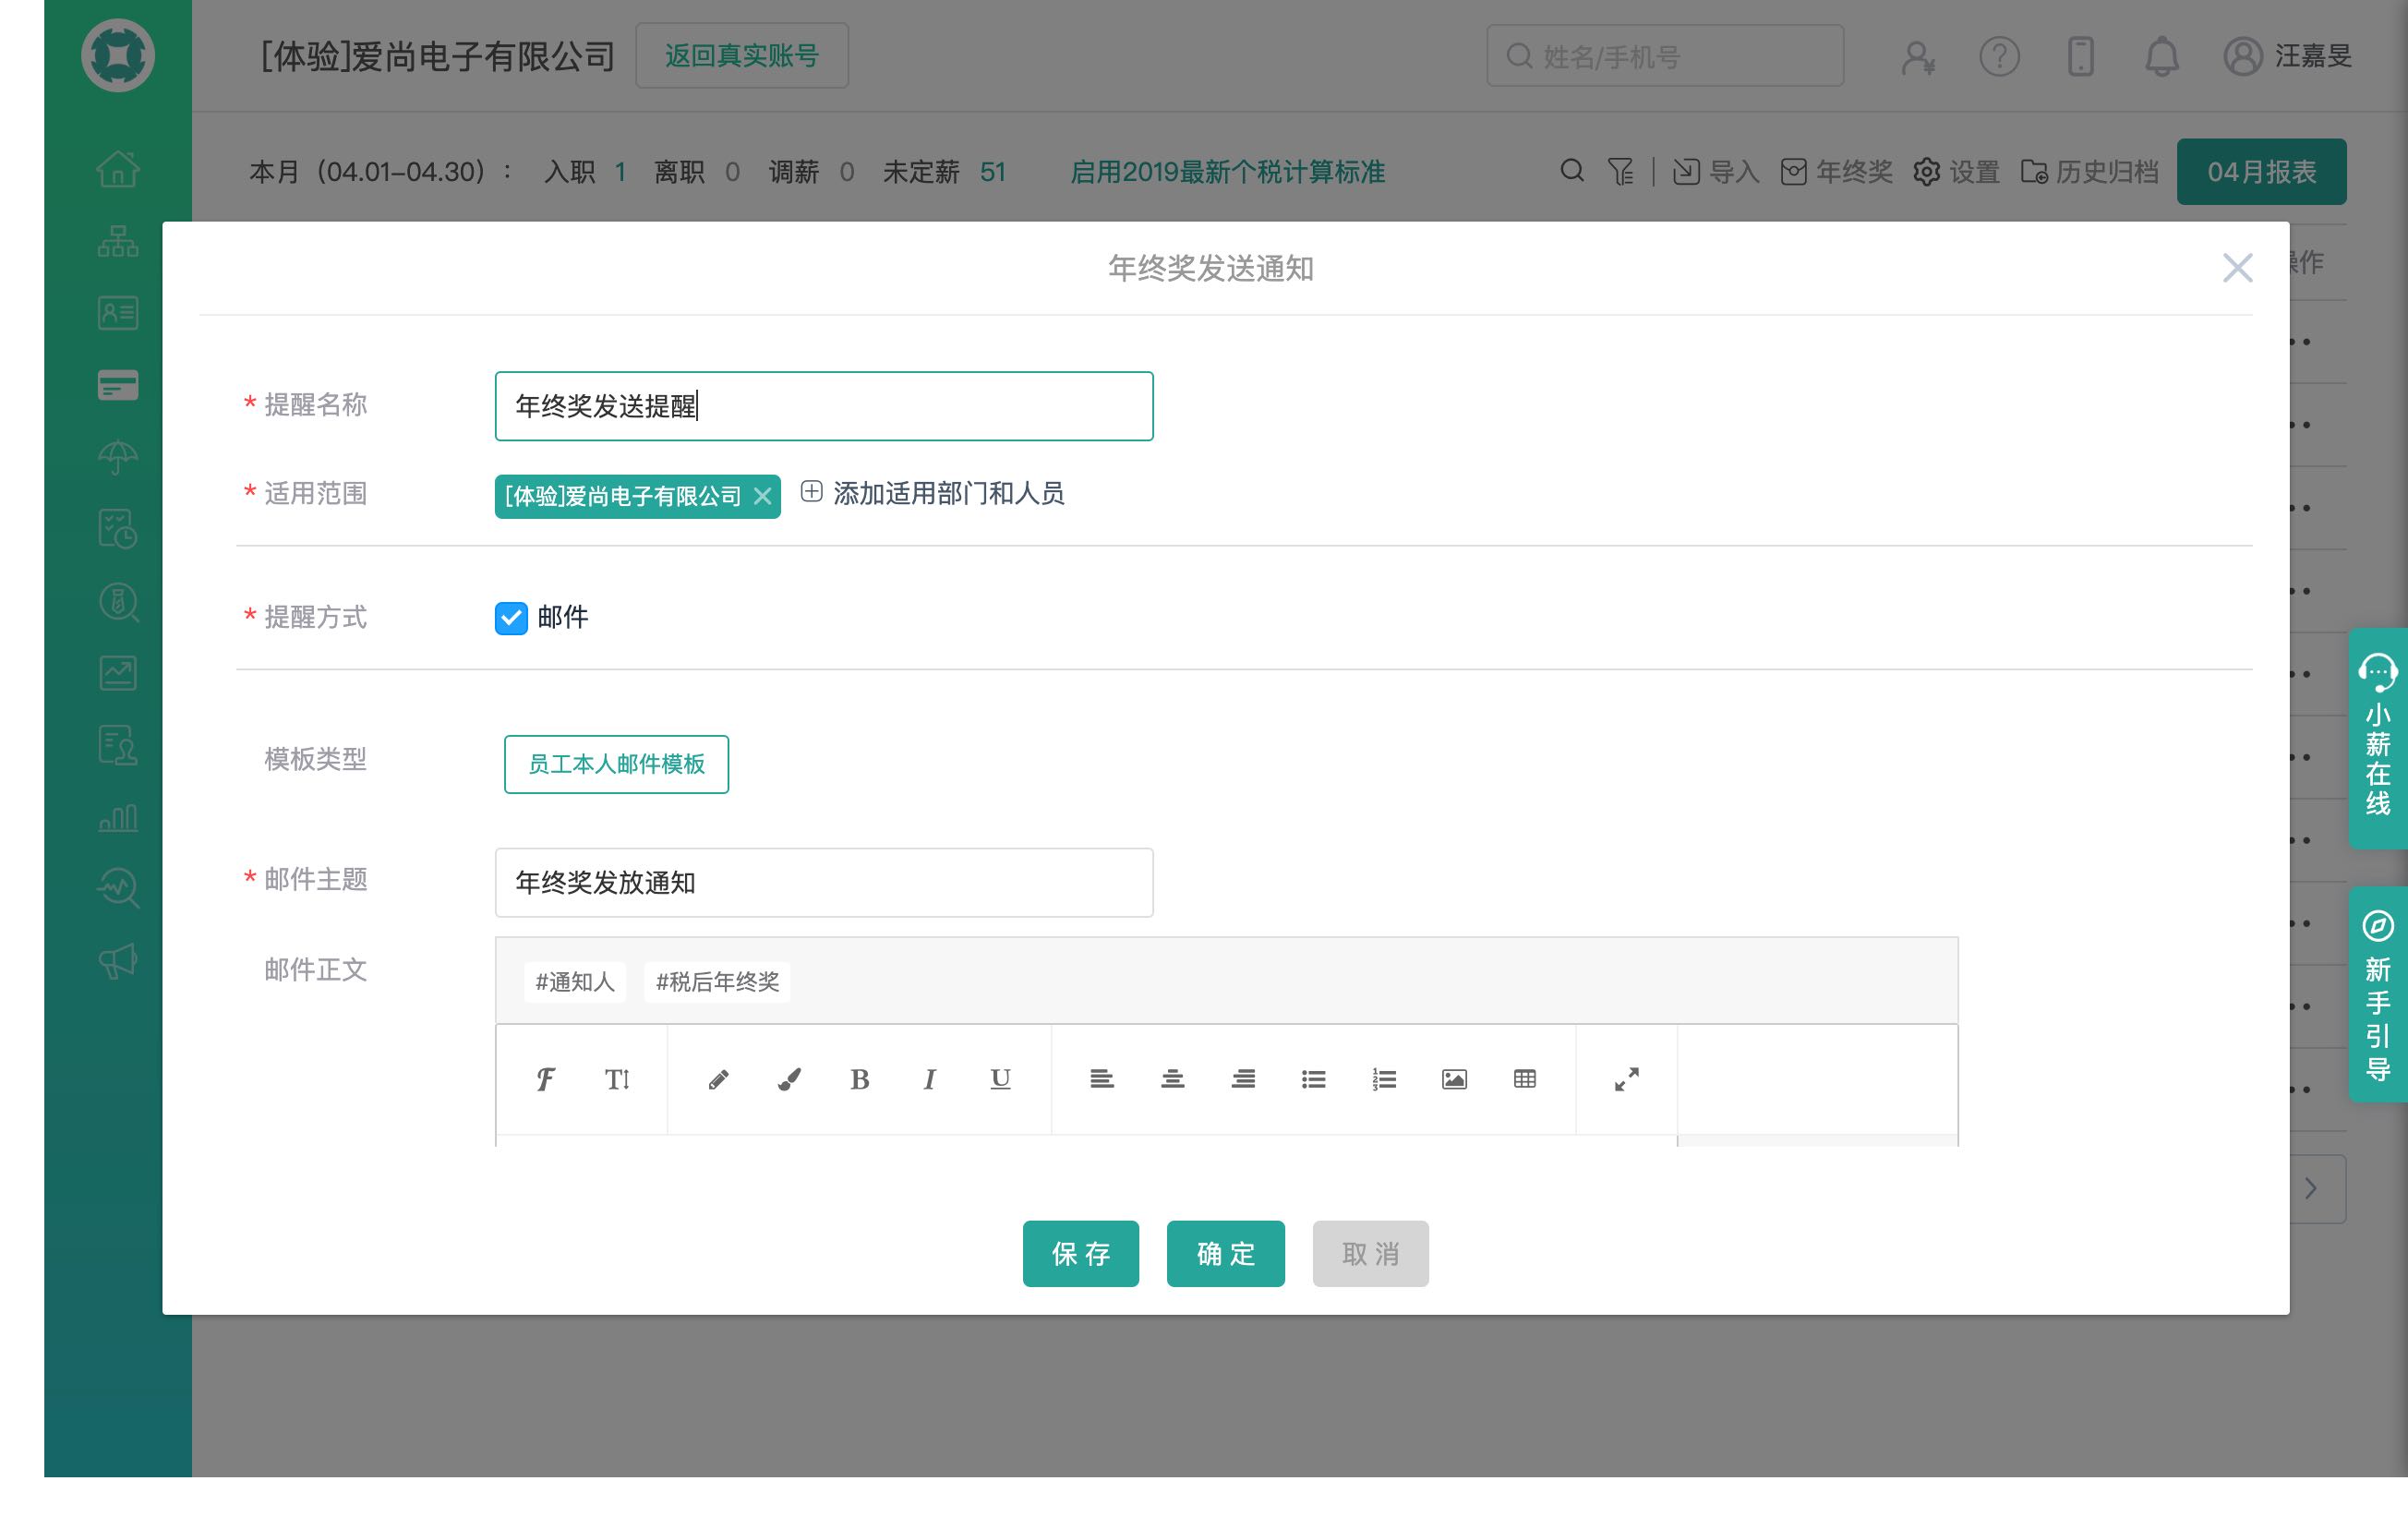 [体验]爱尚电子有限公司 返回真实账号 姓名/手机号 汪嘉旻
本月（04.01-04.30）： 入职 1 离职 0 调薪 0 未定薪 51 启用2019最新个税计算标准 导入 年终奖 设置 历史归档 04月报表
年终奖发送通知
作
* 提醒名称 年终奖发送提醒
* 适用范围 [体验]爱尚电子有限公司 添加适用部门和人员
* 提醒方式 邮件
模板类型 员工本人邮件模板
* 邮件主题 年终奖发放通知
邮件正文 #通知人 #税后年终奖
保存 确定 取消
小薪在线
新手引导